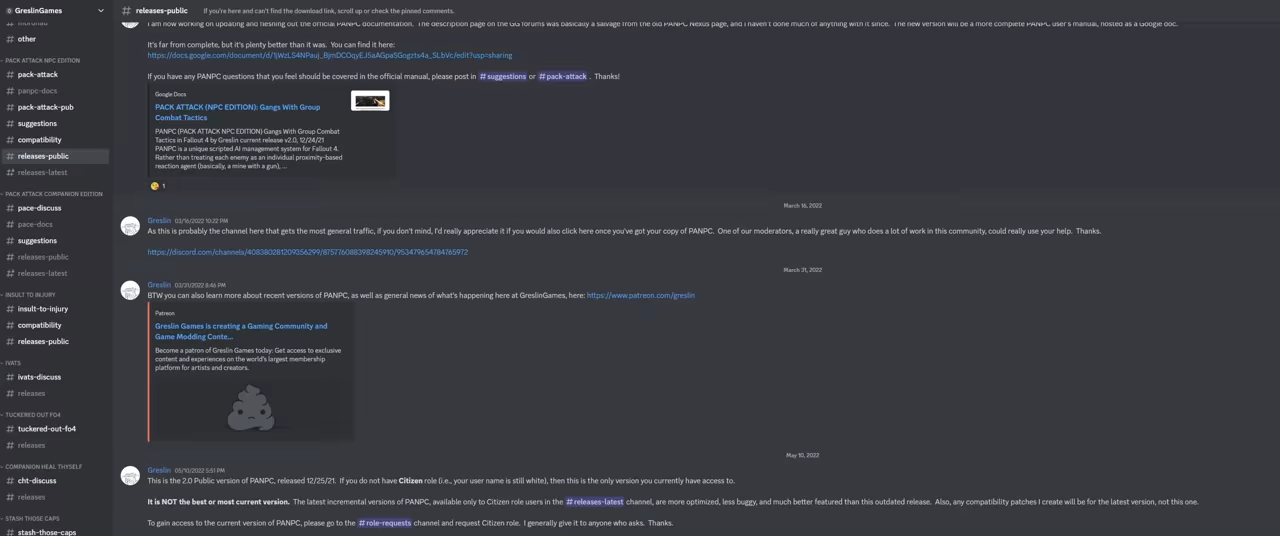 GreslinGames
releases-public
If you're here and can't find the download link, scroll up or check the pinned comments.
other
PACK ATTACK NPC EDITION
pack-attack
panpc-docs
pack-attack-pub
suggestions
compatibility
releases-public
releases-latest
PACK ATTACK COMPANION EDITION
pace-discuss
pace-docs
suggestions
releases-public
releases-latest
INSULT TO INJURY
insult-to-injury
compatibility
releases-public
IVATS
ivats-discuss
releases
TUCKERED OUT FO4
tuckered-out-fo4
releases
COMPANION HEAL THYSELF
cht-discuss
releases
STASH THOSE CAPS
stash-those-caps
I am now working on updating and fleshing out the official PANPC documentation. The description page on the GG forums was basically a salvage from the old PANPC Nexus page, and I haven't done much of anything with it since. The new version will be a more complete PANPC user's manual, hosted as a Google doc.
It's far from complete, but it's plenty better than it was. You can find it here:
If you have any PANPC questions that you feel should be covered in the official manual, please post in #suggestions or #pack-attack . Thanks!
Google Docs
PACK ATTACK (NPC EDITION): Gangs With Group
Combat Tactics
PANPC (PACK ATTACK NPC EDITION) Gangs With Group Combat
Tactics in Fallout 4 by Greslin current release v2.0, 12/24/21
PANPC is a unique scripted AI management system for Fallout 4.
Rather than treating each enemy as an individual proximity-based
reaction agent (basically, a mine with a gun), ...
1
March 16, 2022
Greslin 03/16/2022 10:22 PM
As this is probably the channel here that gets the most general traffic, if you don't mind, I'd really appreciate it if you would also click here once you've got your copy of PANPC. One of our moderators, a really great guy who does a lot of work in this community, could really use your help. Thanks.
https://discord.com/channels/408380281209356299/875776088398245910/953479654784765972
March 31, 2022
Greslin 03/31/2022 8:46 PM
BTW you can also learn more about recent versions of PANPC, as well as general news of what's happening here at GreslinGames, here: https://www.patreon.com/greslin
Patreon
Greslin Games is creating a Gaming Community and
Game Modding Conte...
Become a patron of Greslin Games today: Get access to exclusive
content and experiences on the world's largest membership
platform for artists and creators.
May 10, 2022
Greslin 05/10/2022 5:51 PM
This is the 2.0 Public version of PANPC, released 12/25/21. If you do not have Citizen role (i.e., your user name is still white), then this is the only version you currently have access to.
It is NOT the best or most current version. The latest incremental versions of PANPC, available only to Citizen role users in the #releases-latest channel, are more optimized, less buggy, and much better featured than this outdated release. Also, any compatibility patches I create will be for the latest version, not this one.
To gain access to the current version of PANPC, please go to the #role-requests channel and request Citizen role. I generally give it to anyone who asks. Thanks.